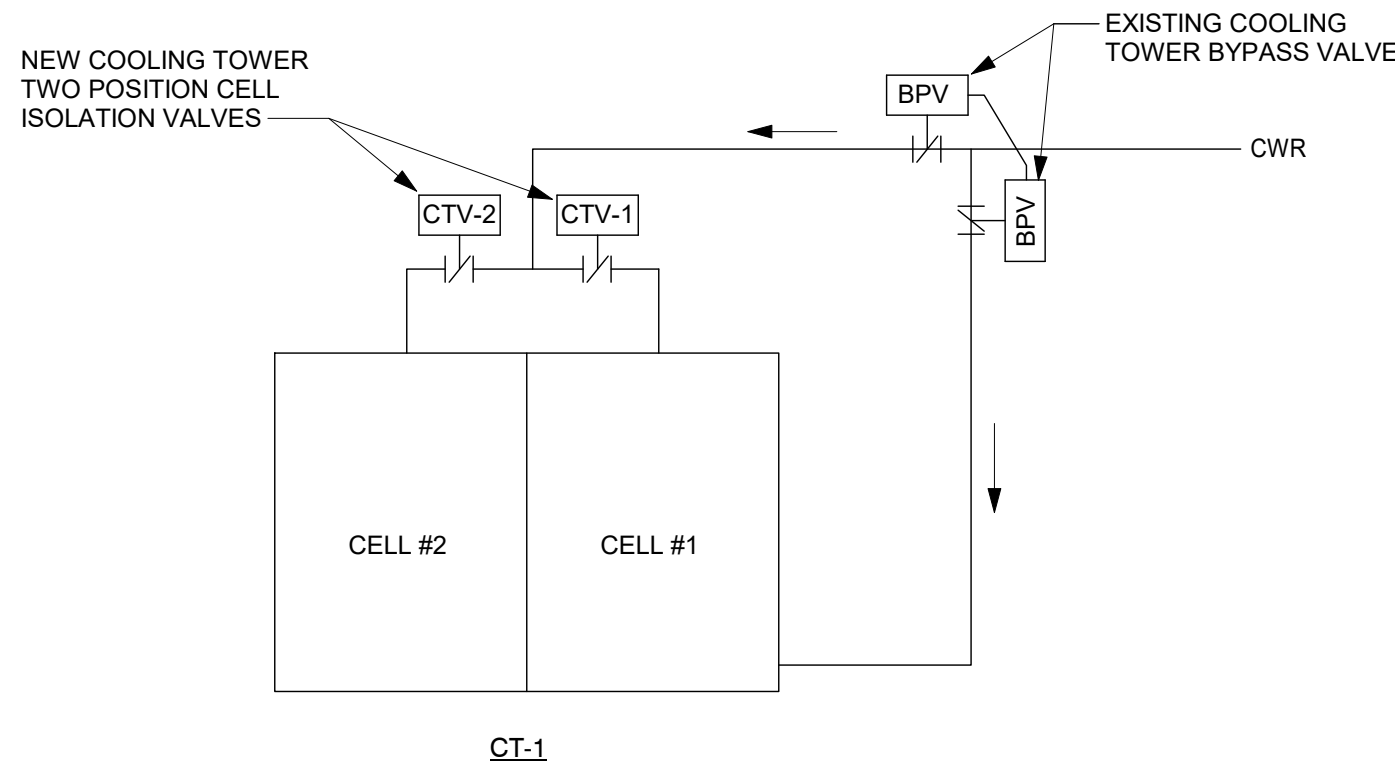 EXISTING COOLING
TOWER BYPASS VALVE
NEW COOLING TOWER
TWO POSITION CELL
ISOLATION VALVES
BPV
CWR
CTV-2
CTV-1
BPV
CELL #2
CELL #1
CT-1